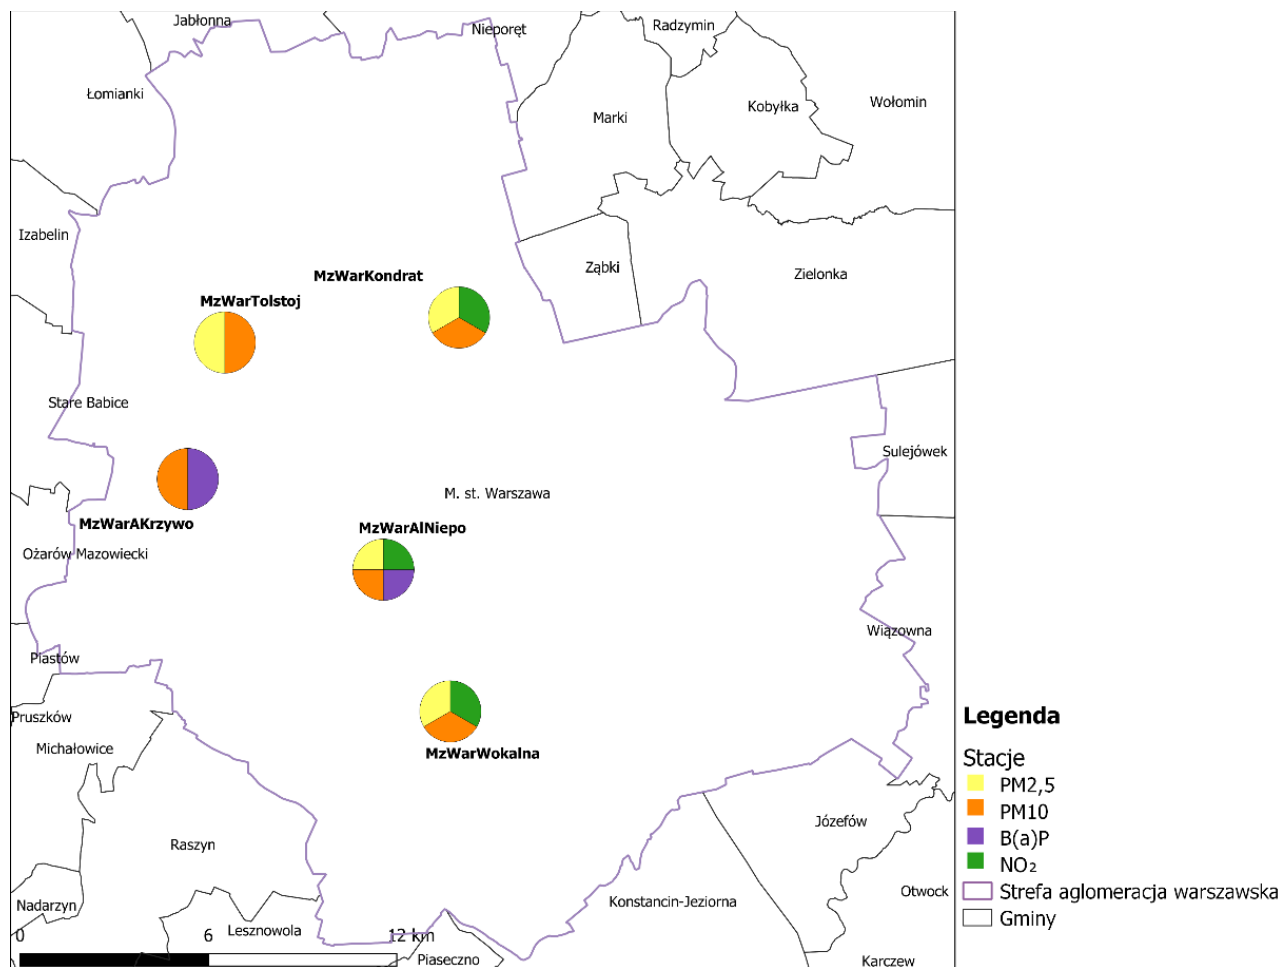 Jabłonna
Nieporęt
Radzymin
Łomianki
Marki
Kobyłka
Wołomin
Izabelin
Ząbki
Zielonka
MzWarKondrat
MzWarTolstoj
Stare Babice
Sulejówek
M. st. Warszawa
MzWarAKrzywo
MzWarAlNiepo
Ożarów Mazowiecki
Wiązowna
Piastów
Pruszków
Michałowice
MzWarWokalna
Józefów
Raszyn
Otwock
Konstancin-Jeziorna
Nadarzyn
Lesznowola
Piaseczno
Karczew
0 6 12 km
Legenda
Stacje
PM2,5
PM10
B(a)P
NO₂
Strefa aglomeracja warszawska
Gminy